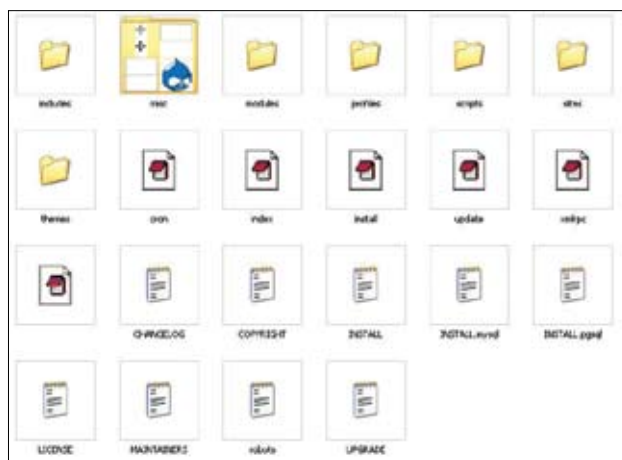 includes misc modules profiles scripts sites
themes cron index install update xmlrpc
CHANGELOG COPYRIGHT INSTALL INSTALL.mysql INSTALL.pgsql
LICENSE MAINTAINERS robots UPGRADE